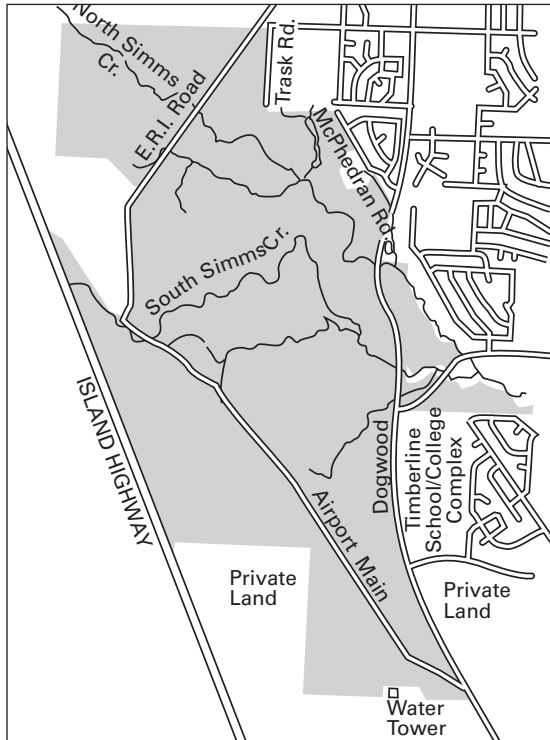 North Simms
Cr.
E.R.I. Road
Trask Rd.
McPhedran Rd.
South Simms Cr.
ISLAND HIGHWAY
Airport Main
Dogwood
Timberline
School/College
Complex
Private
Land
Private
Land
Water
Tower